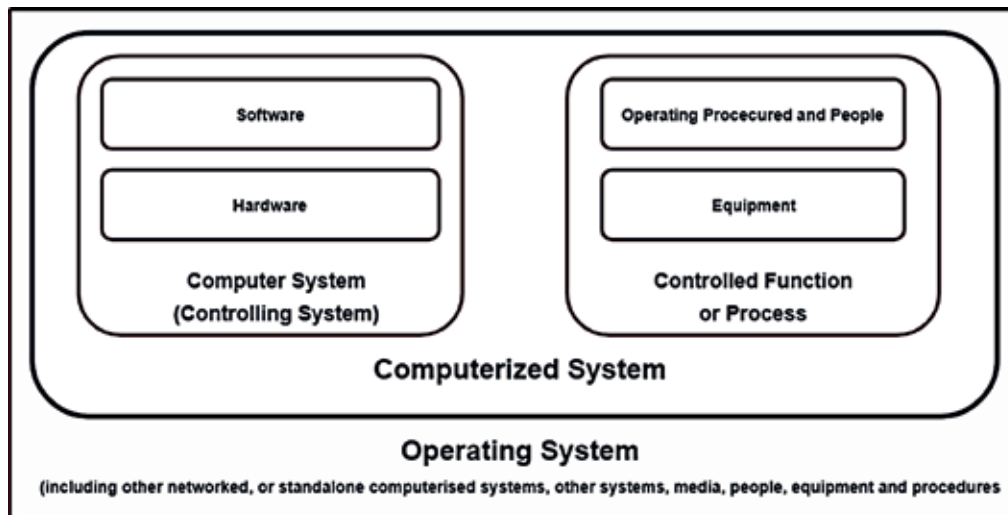 Software
Hardware
Computer System
(Controlling System)
Operating Procecured and People
Equipment
Controlled Function
or Process
Computerized System
Operating System
(including other networked, or standalone computerised systems, other systems, media, people, equipment and procedures